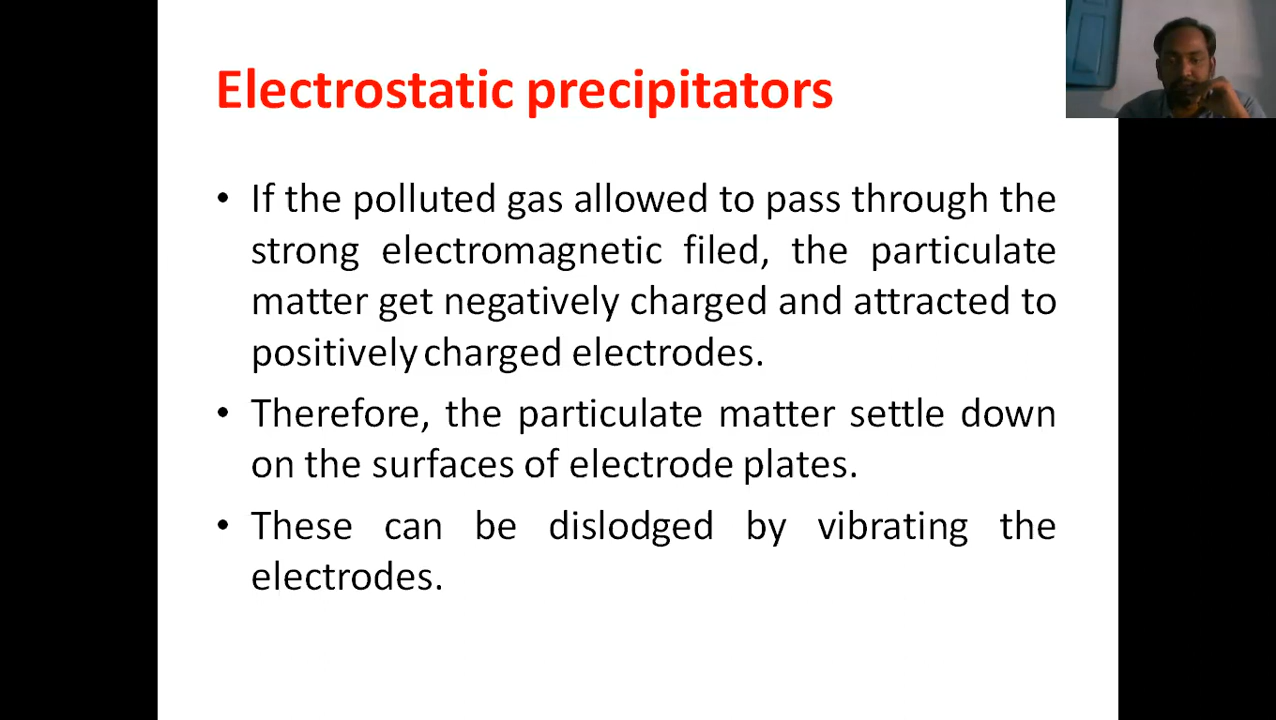 Electrostatic precipitators
• If the polluted gas allowed to pass through the
strong electromagnetic filed, the particulate
matter get negatively charged and attracted to
positively charged electrodes.
• Therefore, the particulate matter settle down
on the surfaces of electrode plates.
• These can be dislodged by vibrating the
electrodes.